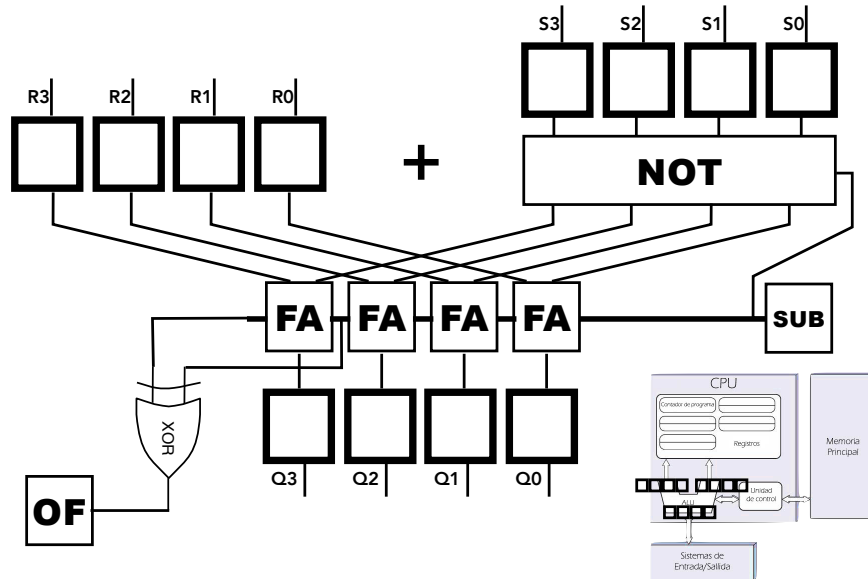 S3 S2 S1 S0
R3 R2 R1 R0
+
NOT
FA FA FA FA
SUB
XOR
Q3 Q2 Q1 Q0
OF
CPU
Contador de programa
Registros
Memoria
Principal
ALU
Unidad
de control
Sistemas de
Entrada/Sallida